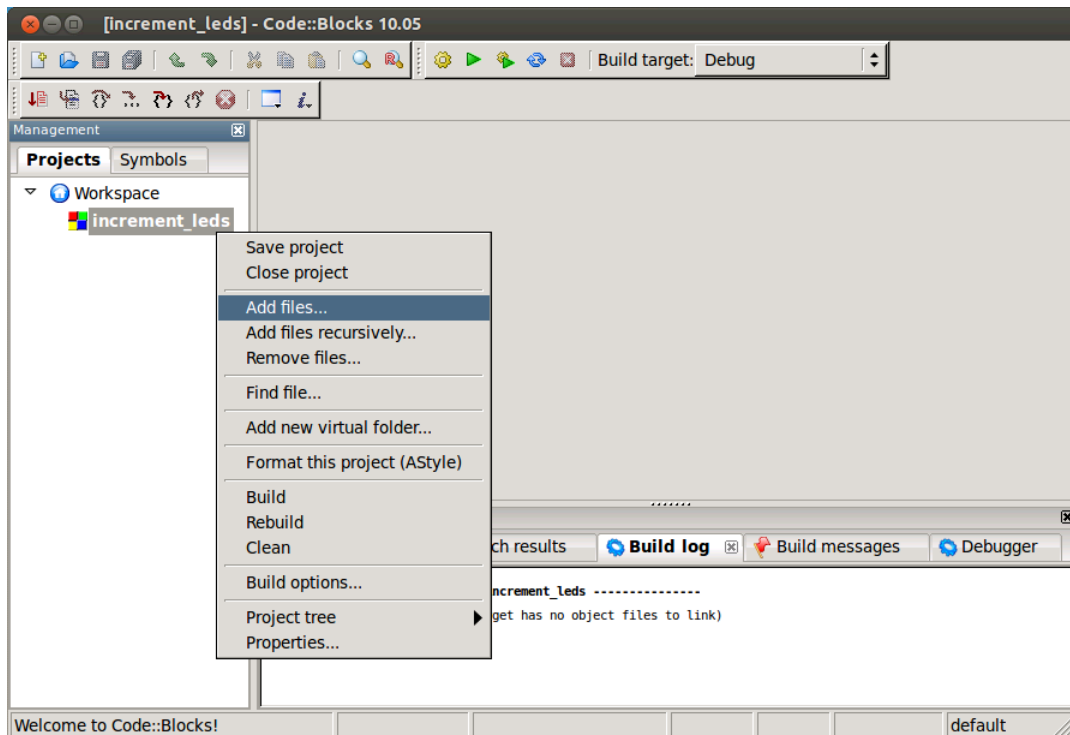 [increment_leds] - Code::Blocks 10.05
Build target: Debug
Management
Projects Symbols
Workspace
increment_leds
Save project
Close project
Add files...
Add files recursively...
Remove files...
Find file...
Add new virtual folder...
Format this project (AStyle)
Build
Rebuild
Clean
Build options...
Project tree
Properties...
ch results Build log Build messages Debugger
ncrement_leds ---------------
get has no object files to link)
Welcome to Code::Blocks! default